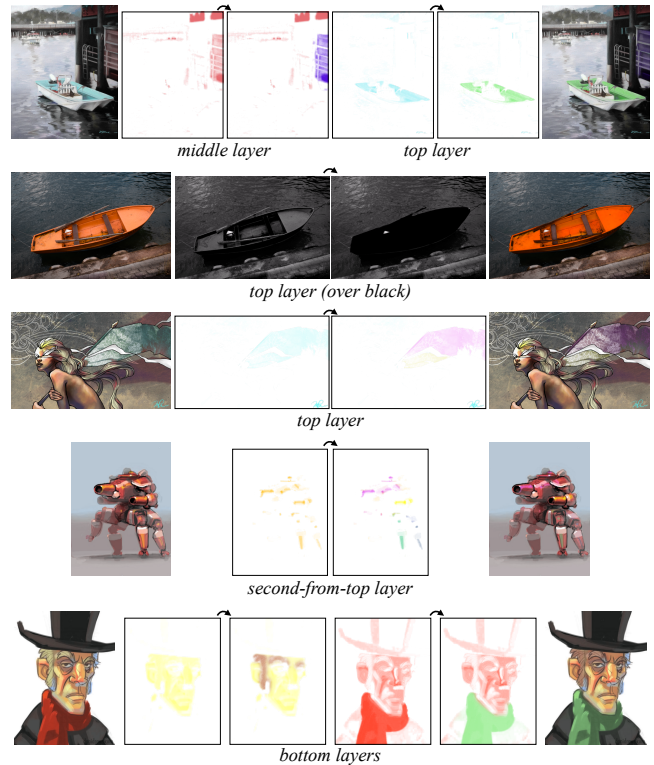 middle layer
top layer
top layer (over black)
top layer
second-from-top layer
bottom layers